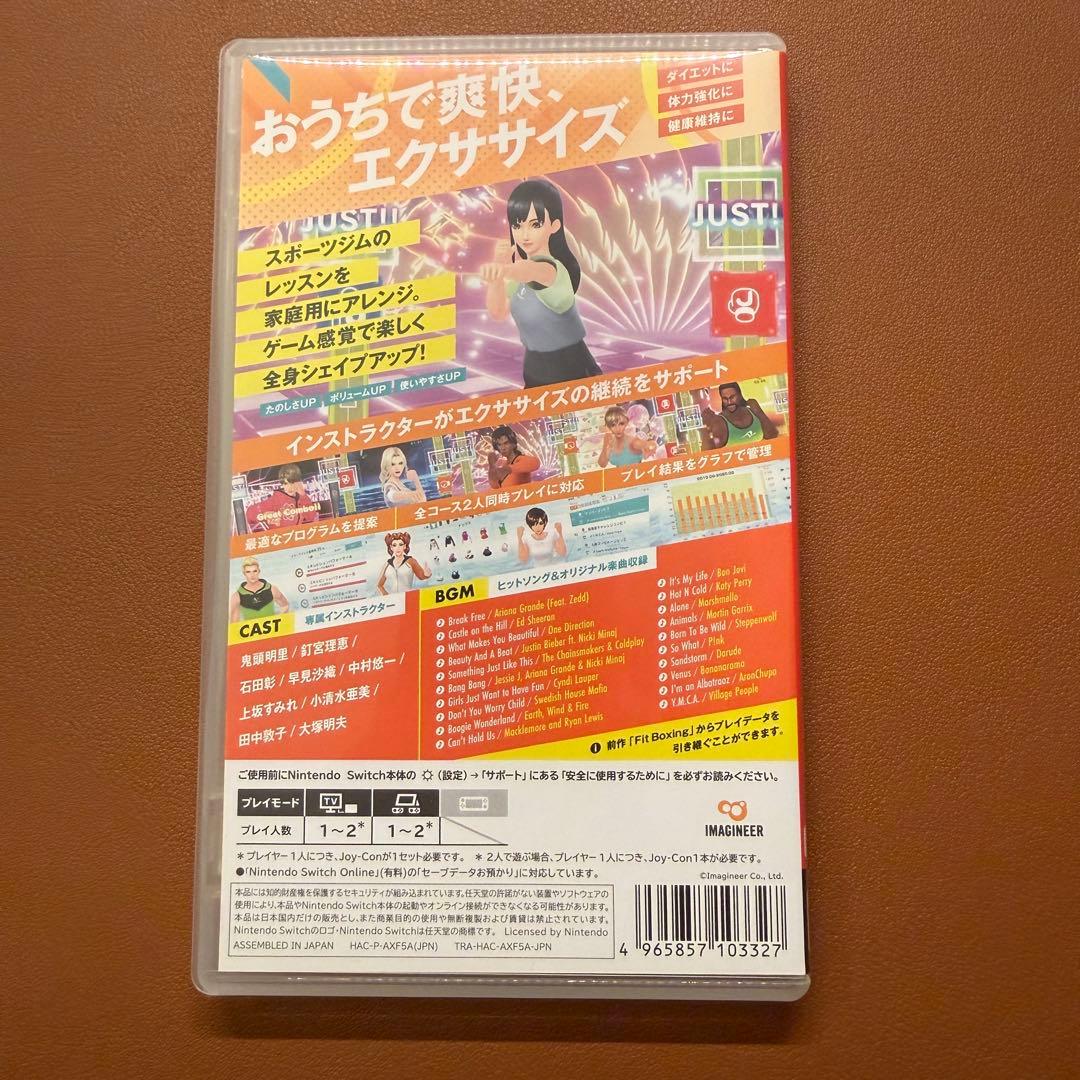 おうちで爽快、
エクササイズ
ダイエットに
体力強化に
健康維持に
JUST!!
JUST!
スポーツジムの
レッスンを
家庭用にアレンジ。
ゲーム感覚で楽しく
全身シェイプアップ!
たのしさUP
ボリュームUP
使いやすさUP
インストラクターがエクササイズの継続をサポート
JUST!
JUST!
Great Combo!!
最適なプログラムを提案
全コース2人同時プレイに対応
プレイ結果をグラフで管理
CAST
専属インストラクター
鬼頭明里 / 釘宮理恵 /
石田彰 / 早見沙織 / 中村悠一 /
上坂すみれ / 小清水亜美 /
田中敦子 / 大塚明夫
BGM
ヒットソング&オリジナル楽曲収録
Break Free / Ariana Grande (Feat. Zedd)
Castle on the Hill / Ed Sheeran
What Makes You Beautiful / One Direction
Beauty And A Beat / Justin Bieber ft. Nicki Minaj
Something Just Like This / The Chainsmokers & Coldplay
Bang Bang / Jessie J, Ariana Grande & Nicki Minaj
Girls Just Want to Have Fun / Cyndi Lauper
Don't You Worry Child / Swedish House Mafia
Boogie Wonderland / Earth, Wind & Fire
Can't Hold Us / Macklemore and Ryan Lewis
It's My Life / Bon Jovi
Hot N Cold / Katy Perry
Alone / Marshmello
Animals / Martin Garrix
Born To Be Wild / Steppenwolf
So What / P!nk
Sandstorm / Darude
Venus / Bananarama
I'm an Albatraoz / AronChupa
Y.M.C.A. / Village People
前作「Fit Boxing」からプレイデータを
引き継ぐことができます。
ご使用前にNintendo Switch本体の (設定)→「サポート」にある「安全に使用するために」を必ずお読みください。
プレイモード
TV
プレイ人数
1~2*
1~2*
IMAGINEER
*プレイヤー1人につき、Joy-Conが1セット必要です。 *2人で遊ぶ場合、プレイヤー1人につき、Joy-Con1本が必要です。
●「Nintendo Switch Online」(有料)の「セーブデータお預かり」に対応しています。
©Imagineer Co., Ltd.
本品には知的財産権を保護するセキュリティが組み込まれています。任天堂の許諾がない装置やソフトウェアの
使用により、本品やNintendo Switch本体の起動やオンライン接続ができなくなる可能性があります。
本品は日本国内だけの販売とし、また商業目的の使用や無断複製および賃貸は禁止されています。
Nintendo Switchのロゴ・Nintendo Switchは任天堂の商標です。 Licensed by Nintendo
ASSEMBLED IN JAPAN HAC-P-AXF5A(JPN) TRA-HAC-AXF5A-JPN
4 965857 103327